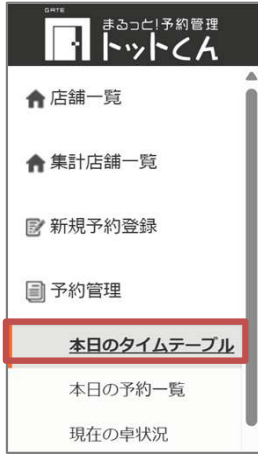 GATE
まるっと!予約管理
トットくん
店舗一覧
集計店舗一覧
新規予約登録
予約管理
本日のタイムテーブル
本日の予約一覧
現在の卓状況